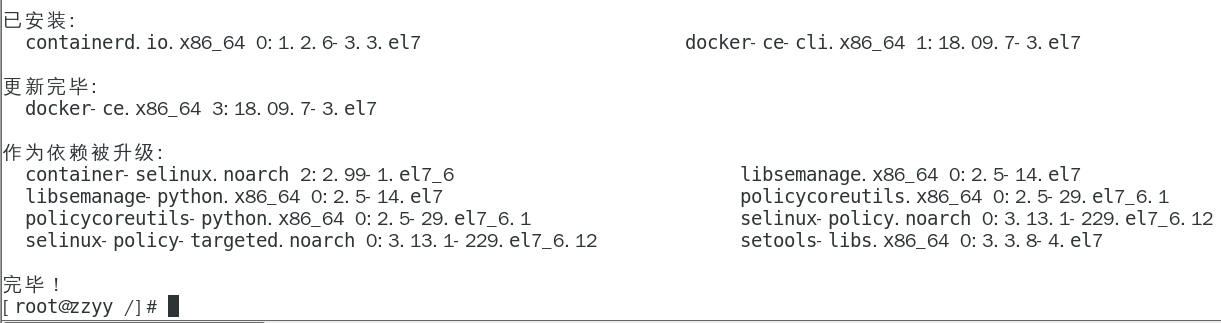 已安装:
containerd.io.x86_64 0:1.2.6-3.3.el7 docker-ce-cli.x86_64 1:18.09.7-3.el7
更新完毕:
docker-ce.x86_64 3:18.09.7-3.el7
作为依赖被升级:
container-selinux.noarch 2:2.99-1.el7_6 libsemanage.x86_64 0:2.5-14.el7
libsemanage-python.x86_64 0:2.5-14.el7 policycoreutils.x86_64 0:2.5-29.el7_6.1
policycoreutils-python.x86_64 0:2.5-29.el7_6.1 selinux-policy.noarch 0:3.13.1-229.el7_6.12
selinux-policy-targeted.noarch 0:3.13.1-229.el7_6.12 setools-libs.x86_64 0:3.3.8-4.el7
完毕！
[root@zzyy /]#